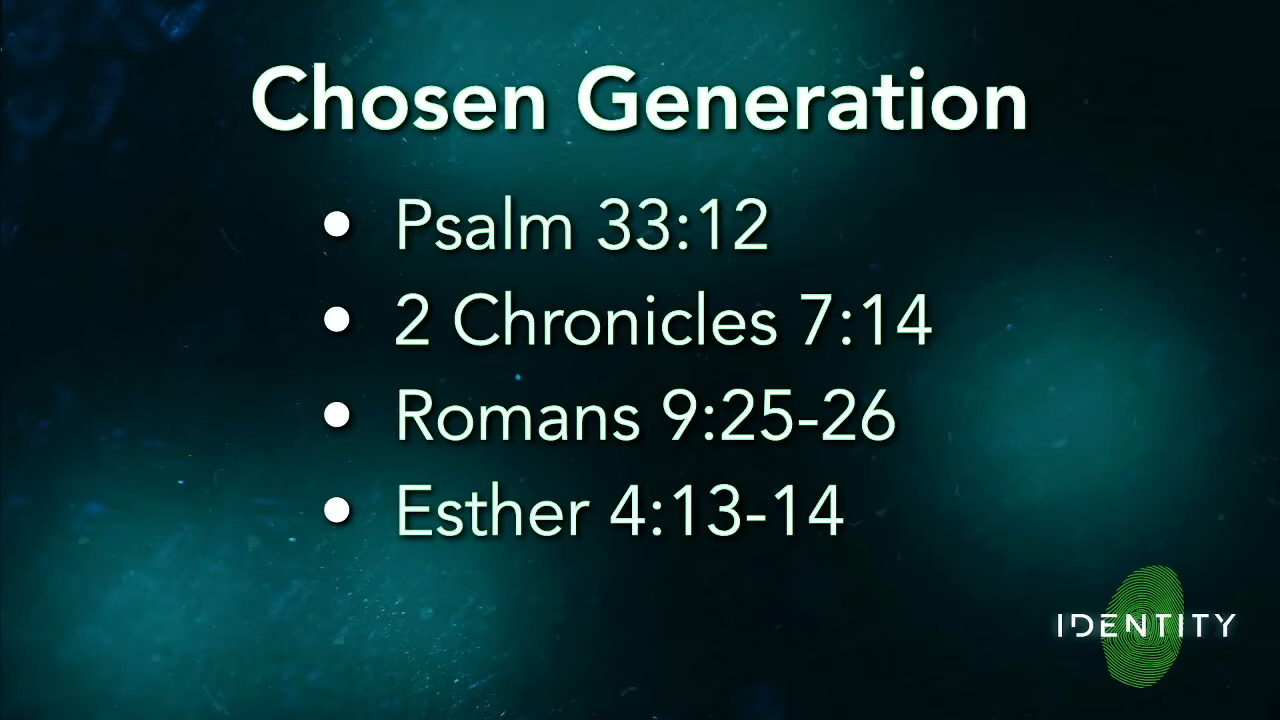 Chosen Generation
• Psalm 33:12
• 2 Chronicles 7:14
• Romans 9:25-26
• Esther 4:13-14
IDENTITY